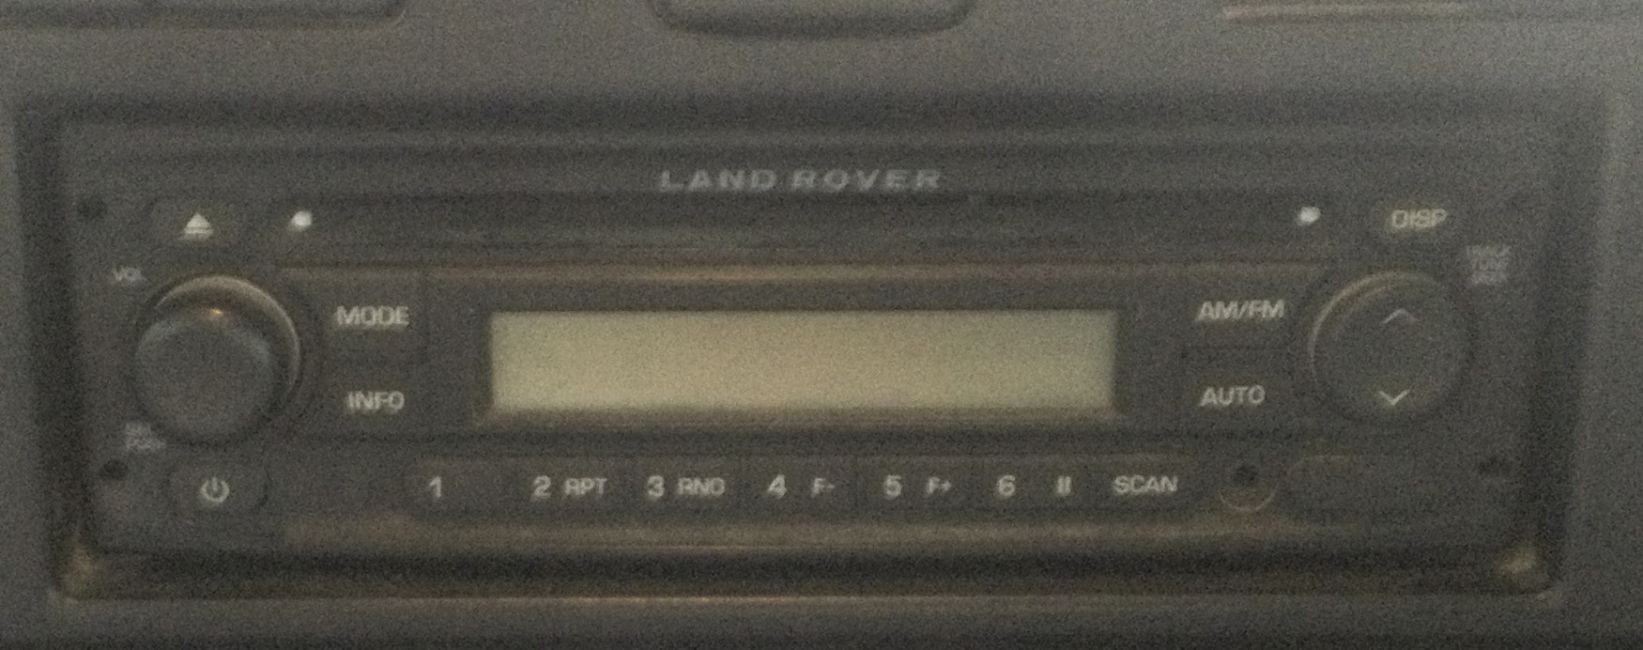 LAND ROVER
DISP
VOL
MODE
AM/FM
INFO
AUTO
1 2 RPT 3 RND 4 F- 5 F+ 6 II SCAN